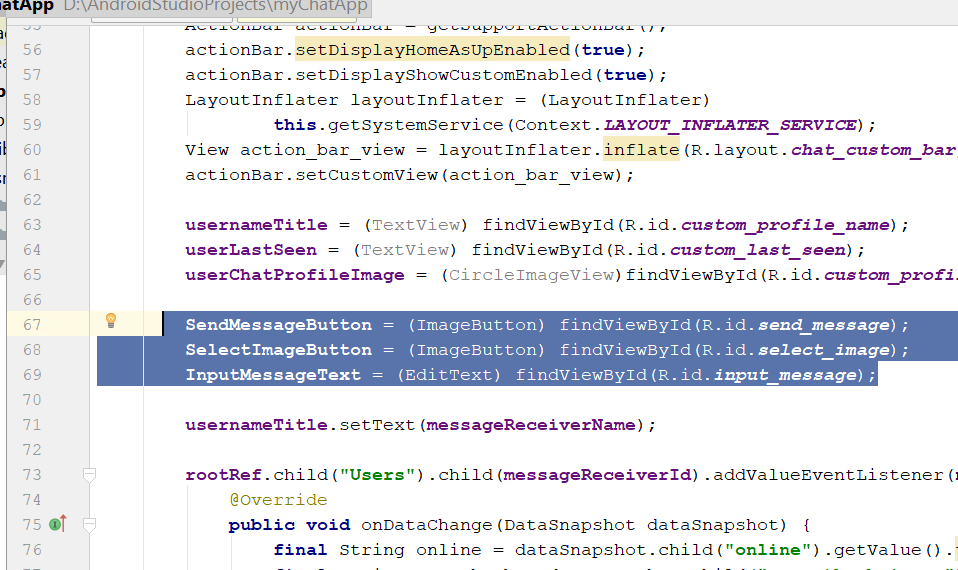 hatApp D:\AndroidStudioProjects\myChatApp
55 ActionBar actionBar = getSupportActionBar();
56 actionBar.setDisplayHomeAsUpEnabled(true);
57 actionBar.setDisplayShowCustomEnabled(true);
58 LayoutInflater layoutInflater = (LayoutInflater)
59 this.getSystemService(Context.LAYOUT_INFLATER_SERVICE);
60 View action_bar_view = layoutInflater.inflate(R.layout.chat_custom_bar,
61 actionBar.setCustomView(action_bar_view);
62
63 usernameTitle = (TextView) findViewById(R.id.custom_profile_name);
64 userLastSeen = (TextView) findViewById(R.id.custom_last_seen);
65 userChatProfileImage = (CircleImageView)findViewById(R.id.custom_profi
66
67 SendMessageButton = (ImageButton) findViewById(R.id.send_message);
68 SelectImageButton = (ImageButton) findViewById(R.id.select_image);
69 InputMessageText = (EditText) findViewById(R.id.input_message);
70
71 usernameTitle.setText(messageReceiverName);
72
73 rootRef.child("Users").child(messageReceiverId).addValueEventListener(
74 @Override
75 public void onDataChange(DataSnapshot dataSnapshot) {
76 final String online = dataSnapshot.child("online").getValue().